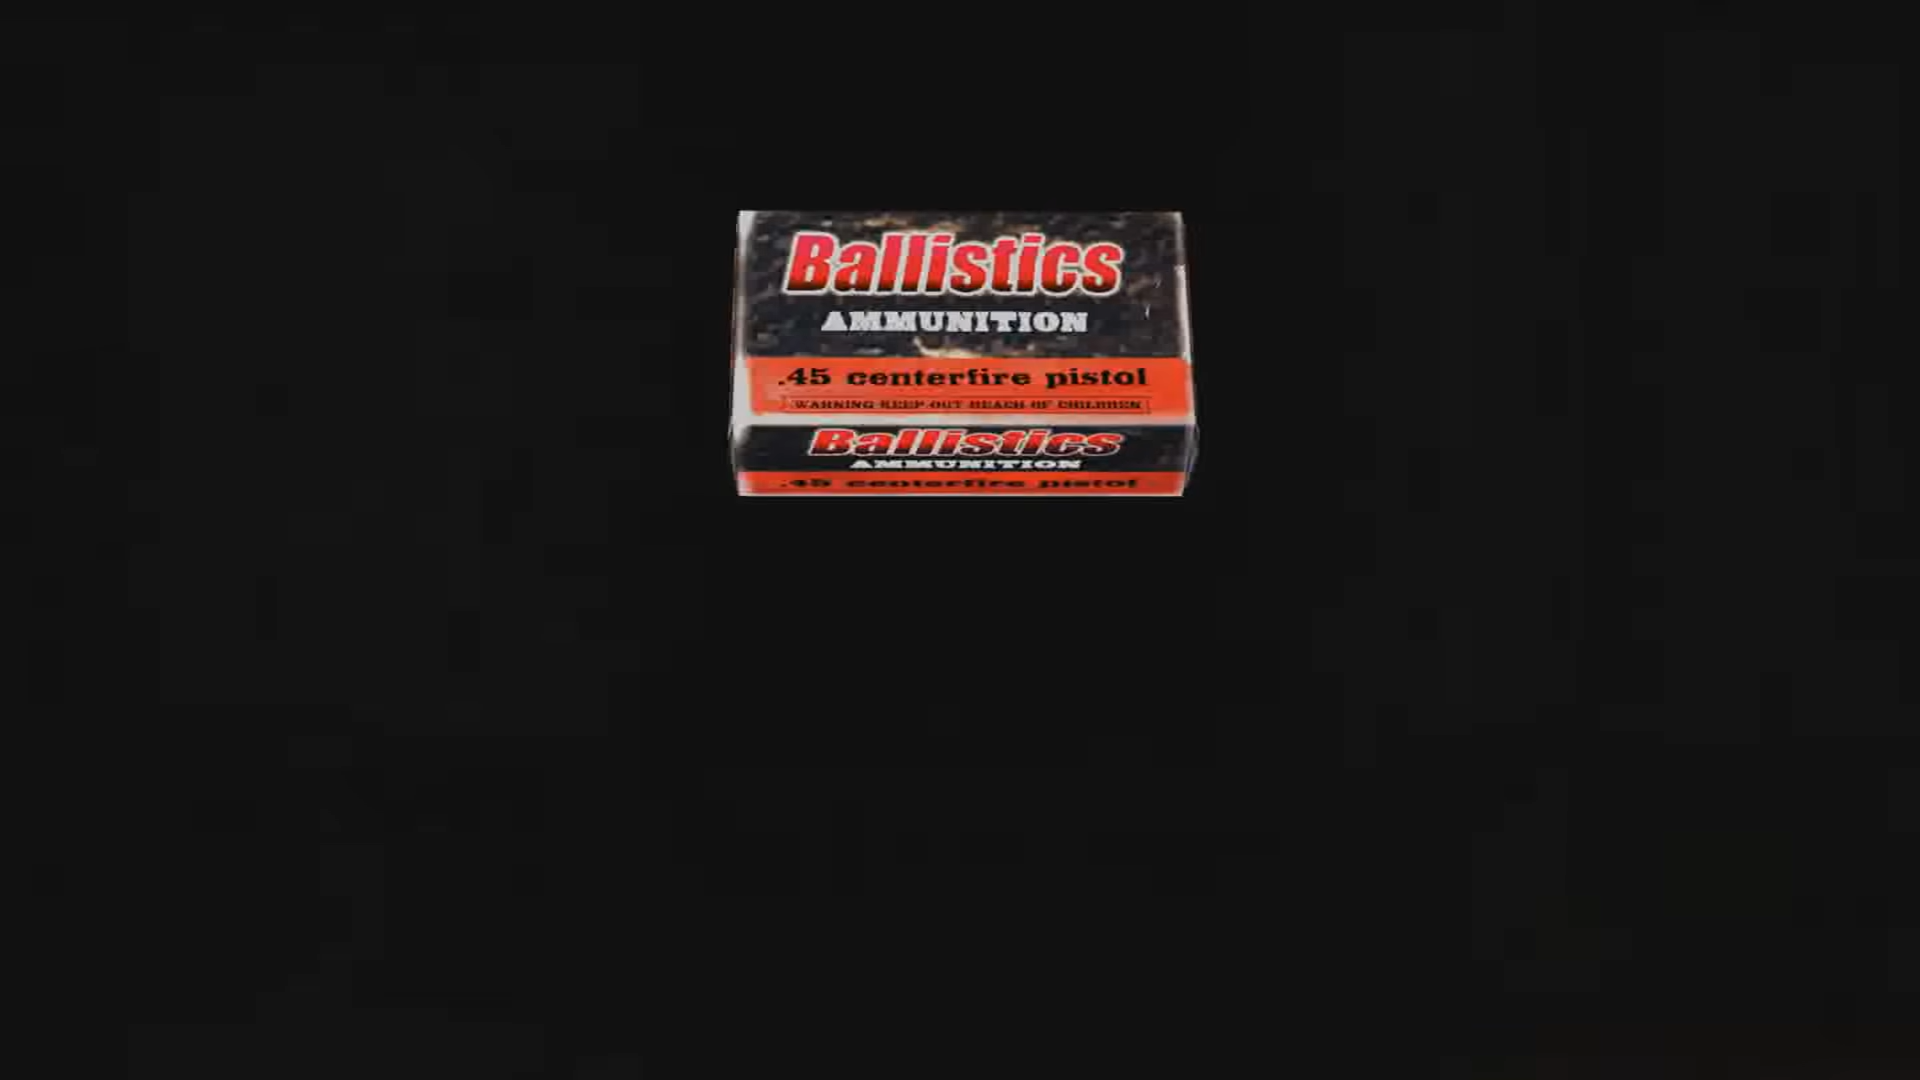 Ballistics
AMMUNITION
.45 centerfire pistol
WARNING-KEEP OUT REACH OF CHILDREN
Ballistics
AMMUNITION
.45 centerfire pistol